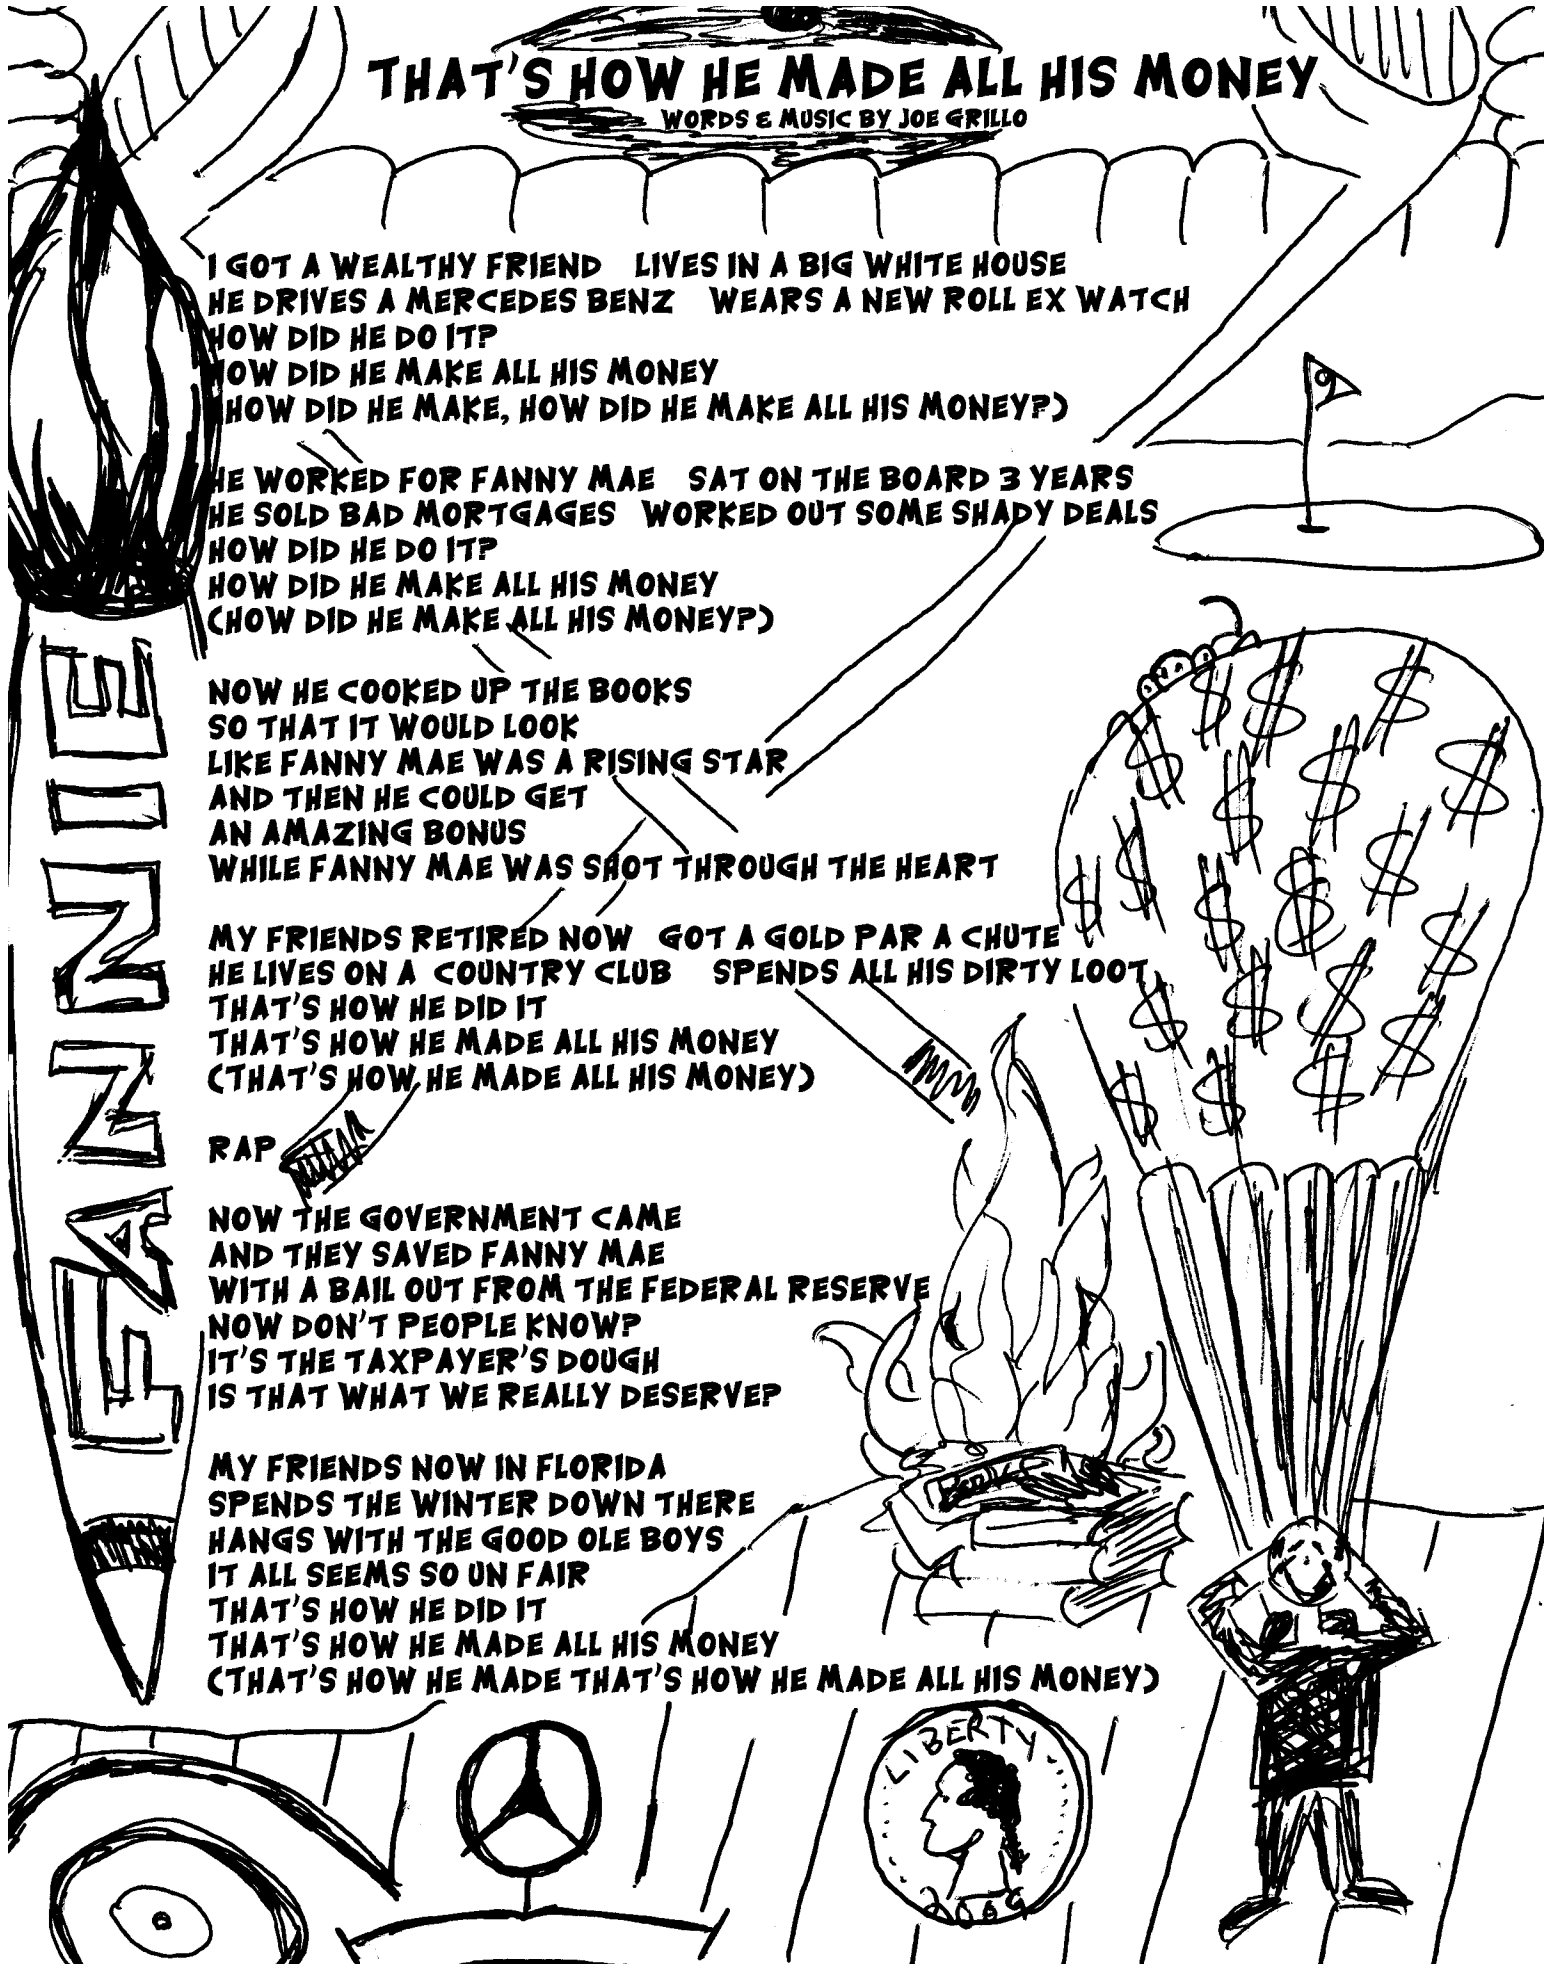 THAT'S HOW HE MADE ALL HIS MONEY
WORDS & MUSIC BY JOE GRILLO
I GOT A WEALTHY FRIEND LIVES IN A BIG WHITE HOUSE
HE DRIVES A MERCEDES BENZ WEARS A NEW ROLL EX WATCH
HOW DID HE DO IT?
HOW DID HE MAKE ALL HIS MONEY
(HOW DID HE MAKE, HOW DID HE MAKE ALL HIS MONEY?)
9
HE WORKED FOR FANNY MAE SAT ON THE BOARD 3 YEARS
HE SOLD BAD MORTGAGES WORKED OUT SOME SHADY DEALS
HOW DID HE DO IT?
HOW DID HE MAKE ALL HIS MONEY
(HOW DID HE MAKE ALL HIS MONEY?)
FANNIE
NOW HE COOKED UP THE BOOKS
SO THAT IT WOULD LOOK
LIKE FANNY MAE WAS A RISING STAR
AND THEN HE COULD GET
AN AMAZING BONUS
WHILE FANNY MAE WAS SHOT THROUGH THE HEART
MY FRIENDS RETIRED NOW GOT A GOLD PAR A CHUTE
HE LIVES ON A COUNTRY CLUB SPENDS ALL HIS DIRTY LOOT
THAT'S HOW HE DID IT
THAT'S HOW HE MADE ALL HIS MONEY
(THAT'S HOW HE MADE ALL HIS MONEY)
RAP
NOW THE GOVERNMENT CAME
AND THEY SAVED FANNY MAE
WITH A BAIL OUT FROM THE FEDERAL RESERVE
NOW DON'T PEOPLE KNOW?
IT'S THE TAXPAYER'S DOUGH
IS THAT WHAT WE REALLY DESERVE?
MY FRIENDS NOW IN FLORIDA
SPENDS THE WINTER DOWN THERE
HANGS WITH THE GOOD OLE BOYS
IT ALL SEEMS SO UN FAIR
THAT'S HOW HE DID IT
THAT'S HOW HE MADE ALL HIS MONEY
(THAT'S HOW HE MADE THAT'S HOW HE MADE ALL HIS MONEY)
LIBERTY
2009